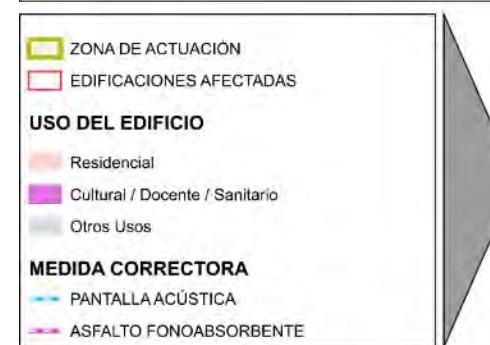 ZONA DE ACTUACIÓN
EDIFICACIONES AFECTADAS
USO DEL EDIFICIO
Residencial
Cultural / Docente / Sanitario
Otros Usos
MEDIDA CORRECTORA
PANTALLA ACÚSTICA
ASFALTO FONOABSORBENTE